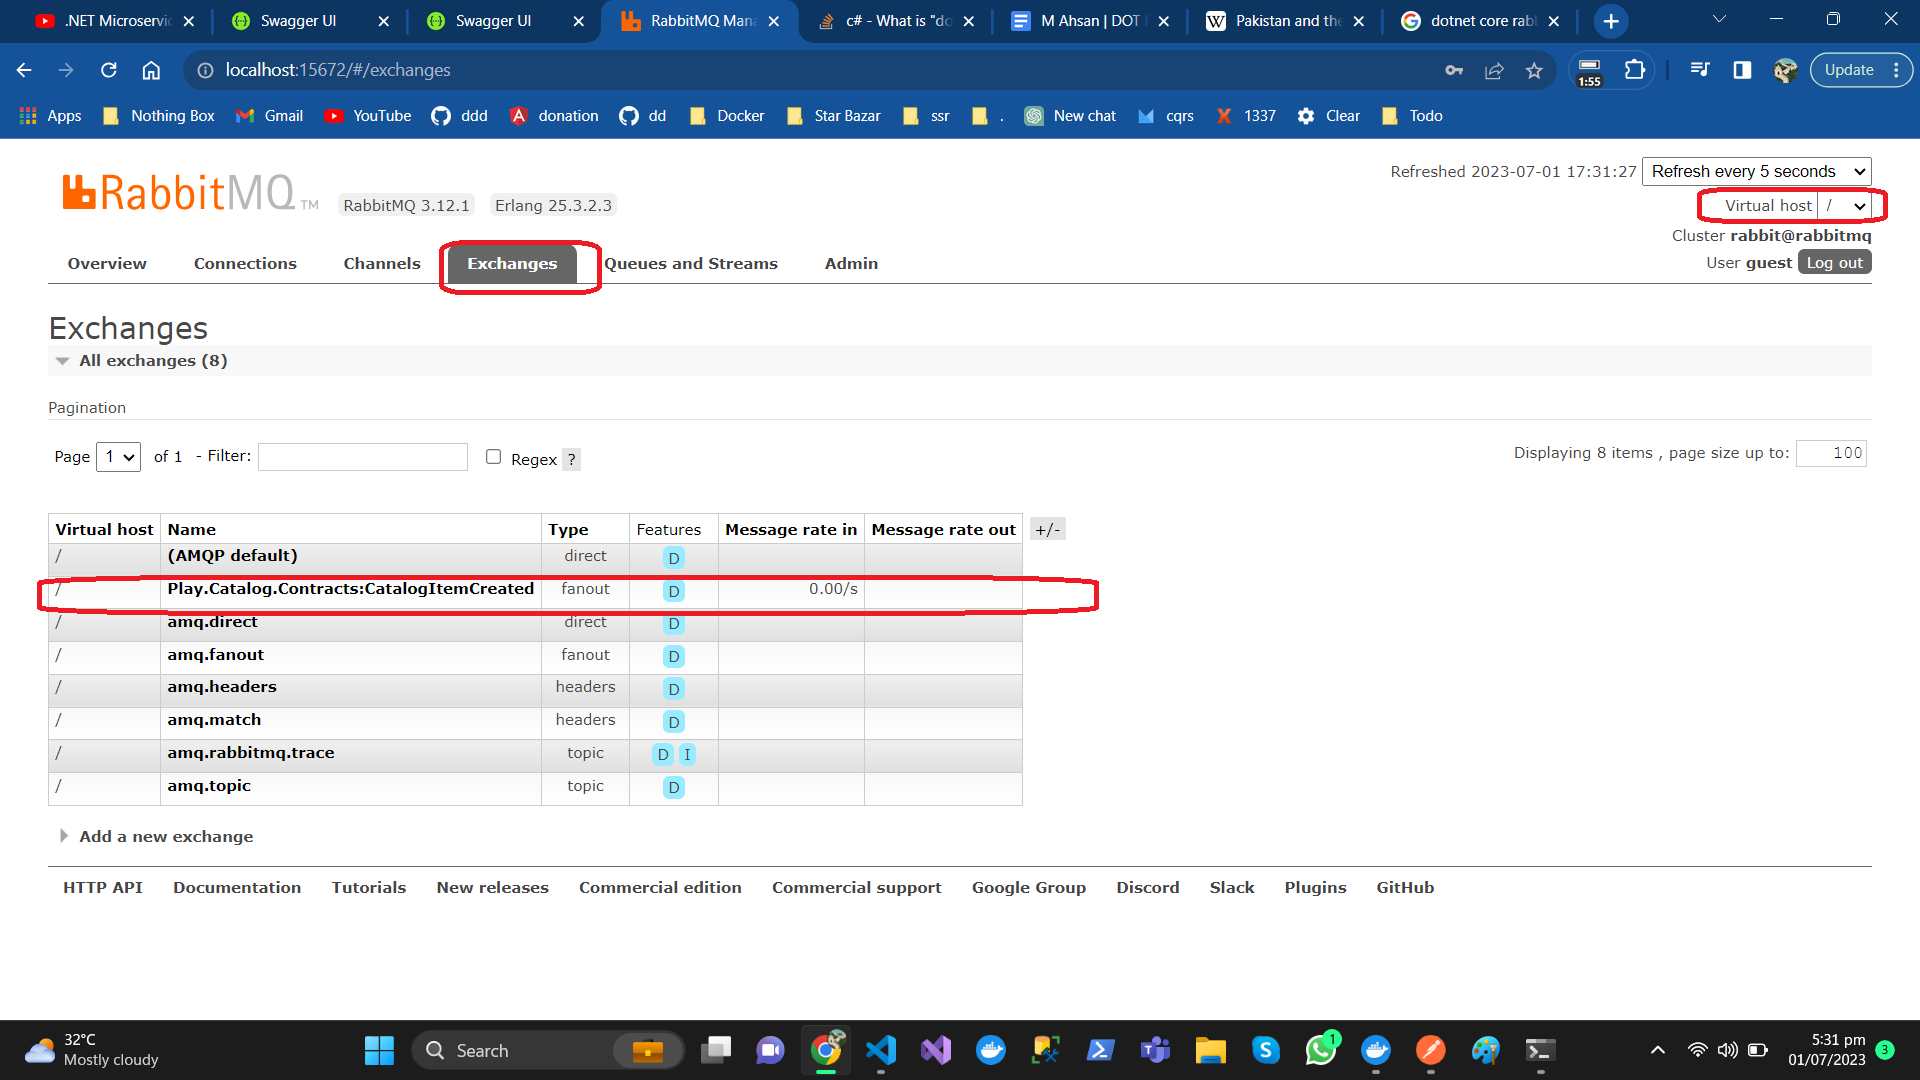 .NET Microservic
Swagger UI
Swagger UI
RabbitMQ Mana
c# - What is "do
M Ahsan | DOT
Pakistan and the
dotnet core rab
localhost:15672/#/exchanges
1:55
Update
Apps
Nothing Box
Gmail
YouTube
ddd
donation
dd
Docker
Star Bazar
ssr
.
New chat
cqrs
1337
Clear
Todo
RabbitMQ TM
RabbitMQ 3.12.1
Erlang 25.3.2.3
Refreshed 2023-07-01 17:31:27
Refresh every 5 seconds
Virtual host /
Cluster rabbit@rabbitmq
User guest Log out
Overview
Connections
Channels
Exchanges
Queues and Streams
Admin
Exchanges
All exchanges (8)
Pagination
Page 1 of 1 - Filter:
Regex ?
Displaying 8 items , page size up to: 100
Virtual host Name Type Features Message rate in Message rate out +/-
/ (AMQP default) direct D
/ Play.Catalog.Contracts:CatalogItemCreated fanout D 0.00/s
/ amq.direct direct D
/ amq.fanout fanout D
/ amq.headers headers D
/ amq.match headers D
/ amq.rabbitmq.trace topic D I
/ amq.topic topic D
Add a new exchange
HTTP API
Documentation
Tutorials
New releases
Commercial edition
Commercial support
Google Group
Discord
Slack
Plugins
GitHub
32°C
Mostly cloudy
Search
1
5:31 pm
01/07/2023
3